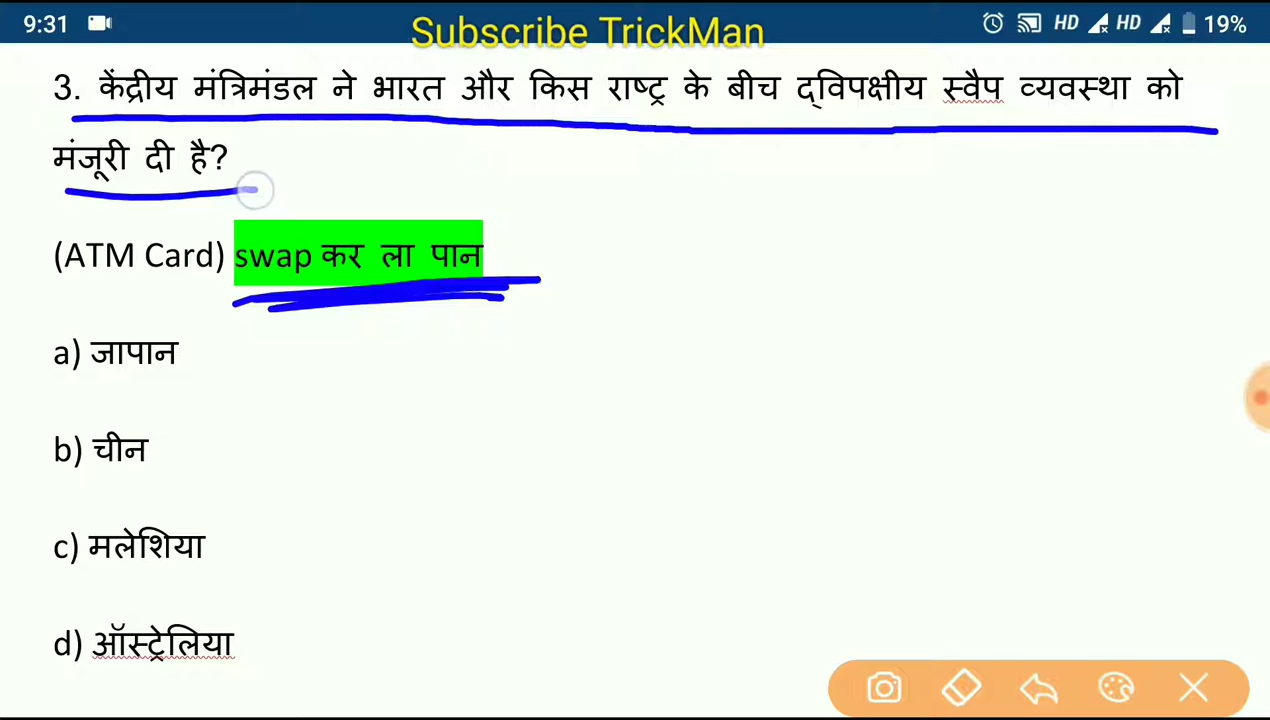 9:31
Subscribe TrickMan
HD HD 19%
3. केंद्रीय मंत्रिमंडल ने भारत और किस राष्ट्र के बीच द्विपक्षीय स्वैप व्यवस्था को
मंजूरी दी है?
(ATM Card) swap कर ला पान
a) जापान
b) चीन
c) मलेशिया
d) ऑस्ट्रेलिया